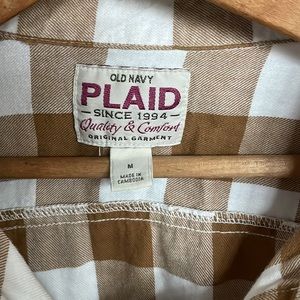 OLD NAVY
PLAID
SINCE 1994
Quality & Comfort
ORIGINAL GARMENT
M
MADE IN
CAMBODIA